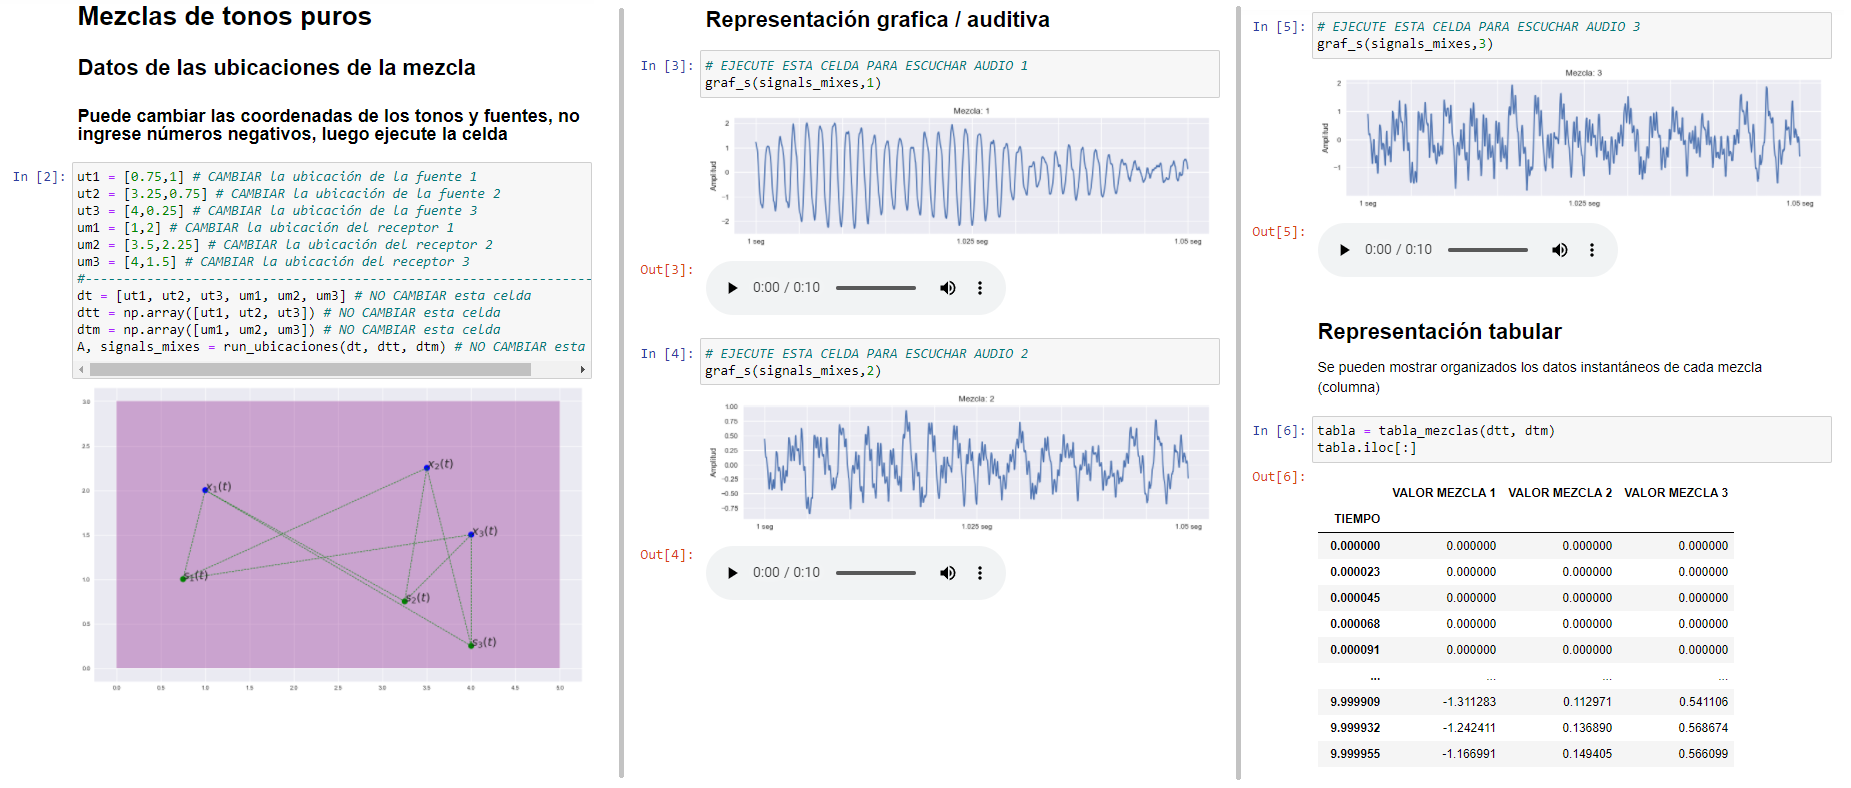 Mezclas de tonos puros
Datos de las ubicaciones de la mezcla
Puede cambiar las coordenadas de los tonos y fuentes, no
ingrese números negativos, luego ejecute la celda
In [2]:
ut1 = [0.75,1] # CAMBIAR la ubicación de la fuente 1
ut2 = [3.25,0.75] # CAMBIAR la ubicación de la fuente 2
ut3 = [4,0.25] # CAMBIAR la ubicación de la fuente 3
um1 = [1,2] # CAMBIAR la ubicación del receptor 1
um2 = [3.5,2.25] # CAMBIAR la ubicación del receptor 2
um3 = [4,1.5] # CAMBIAR la ubicación del receptor 3
#----------------------------------------------------------------
dt = [ut1, ut2, ut3, um1, um2, um3] # NO CAMBIAR esta celda
dtt = np.array([ut1, ut2, ut3]) # NO CAMBIAR esta celda
dtm = np.array([um1, um2, um3]) # NO CAMBIAR esta celda
A, signals_mixes = run_ubicaciones(dt, dtt, dtm) # NO CAMBIAR esta
3.0
2.5
2.0
1.5
1.0
0.5
0.0
x₁(t)
x₂(t)
x₃(t)
s₁(t)
s₂(t)
s₃(t)
0.0 0.5 1.0 1.5 2.0 2.5 3.0 3.5 4.0 4.5 5.0
Representación grafica / auditiva
In [3]:
# EJECUTE ESTA CELDA PARA ESCUCHAR AUDIO 1
graf_s(signals_mixes,1)
Mezcla: 1
Amplitud
2
1
0
−1
−2
1 seg 1.025 seg 1.05 seg
Out[3]:
0:00 / 0:10
In [4]:
# EJECUTE ESTA CELDA PARA ESCUCHAR AUDIO 2
graf_s(signals_mixes,2)
Mezcla: 2
Amplitud
1.00
0.75
0.50
0.25
0.00
−0.25
−0.50
−0.75
1 seg 1.025 seg 1.05 seg
Out[4]:
0:00 / 0:10
In [5]:
# EJECUTE ESTA CELDA PARA ESCUCHAR AUDIO 3
graf_s(signals_mixes,3)
Mezcla: 3
Amplitud
2
1
0
−1
1 seg 1.025 seg 1.05 seg
Out[5]:
0:00 / 0:10
Representación tabular
Se pueden mostrar organizados los datos instantáneos de cada mezcla
(columna)
In [6]:
tabla = tabla_mezclas(dtt, dtm)
tabla.iloc[:]
Out[6]:
VALOR MEZCLA 1 VALOR MEZCLA 2 VALOR MEZCLA 3
TIEMPO
0.000000 0.000000 0.000000 0.000000
0.000023 0.000000 0.000000 0.000000
0.000045 0.000000 0.000000 0.000000
0.000068 0.000000 0.000000 0.000000
0.000091 0.000000 0.000000 0.000000
... ... ... ...
9.999909 -1.311283 0.112971 0.541106
9.999932 -1.242411 0.136890 0.568674
9.999955 -1.166991 0.149405 0.566099